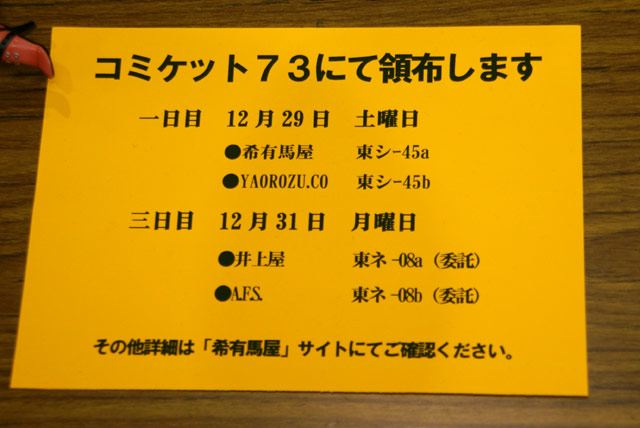 コミケット73にて領布します
一日目 12月29日 土曜日
●希有馬屋 東シ-45a
●YAOROZU.CO 東シ-45b
三日目 12月31日 月曜日
●井上屋 東ネ-08a（委託）
●A.F.S. 東ネ-08b（委託）
その他詳細は「希有馬屋」サイトにてご確認ください。